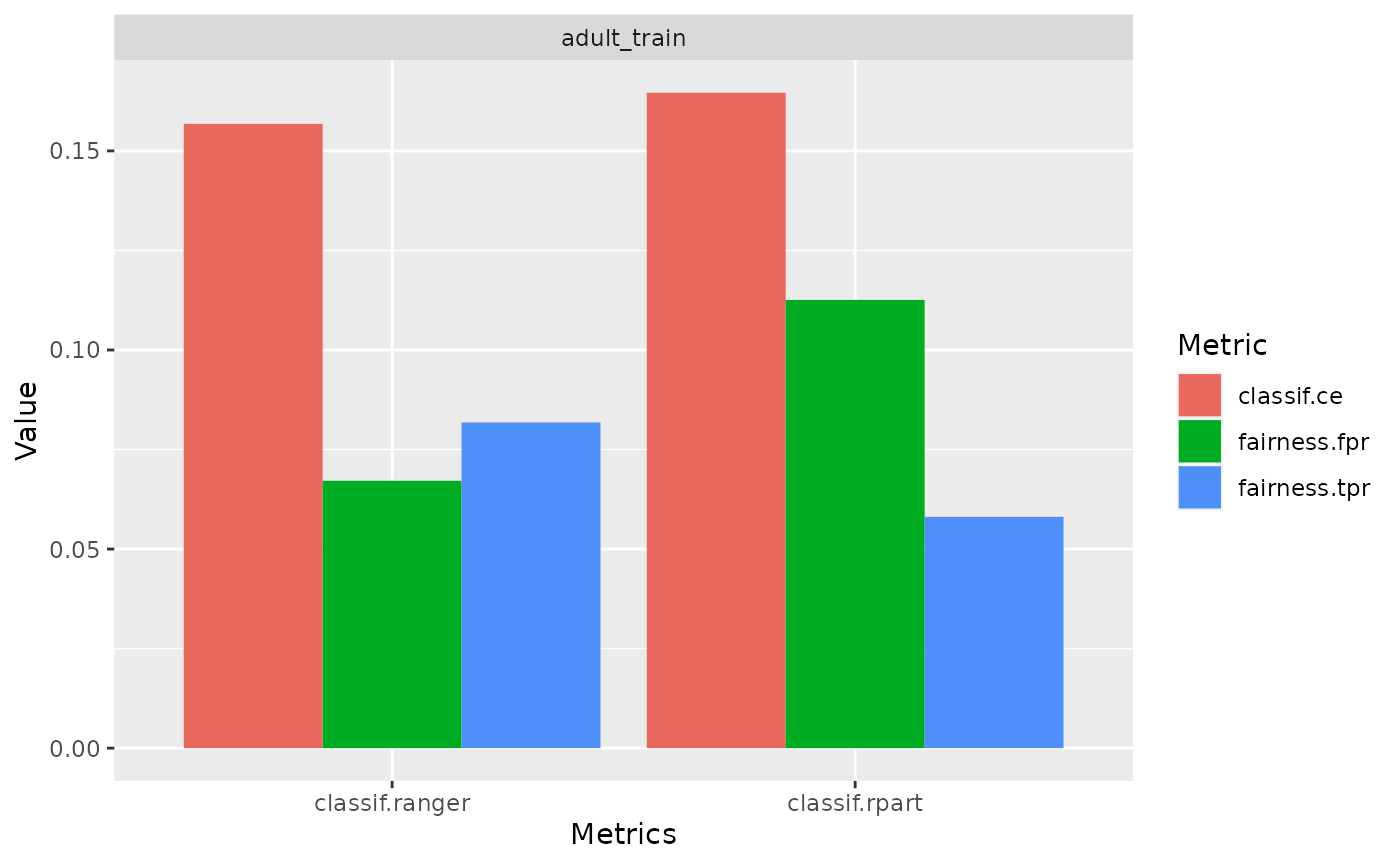 adult_train
0.15
0.10
0.05
0.00
Value
classif.ranger
classif.rpart
Metrics
Metric
classif.ce
fairness.fpr
fairness.tpr